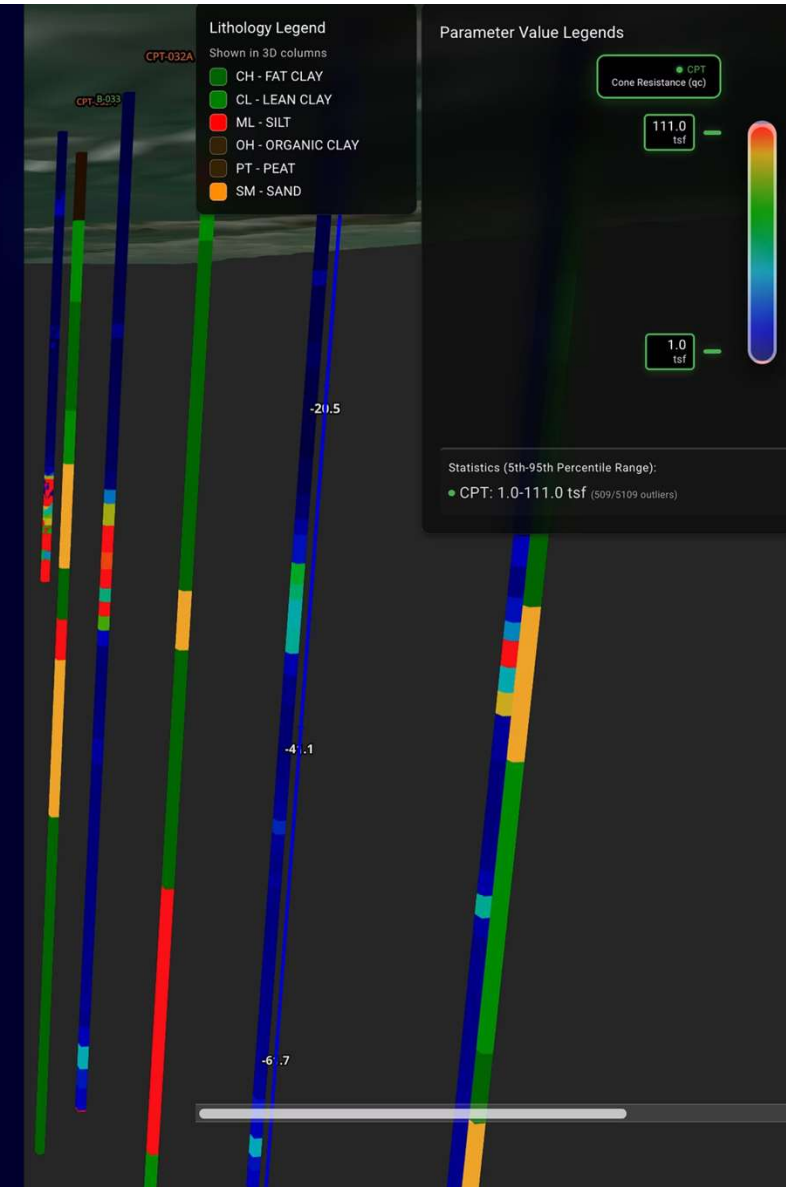 Lithology Legend
Shown in 3D columns
CH - FAT CLAY
CL - LEAN CLAY
ML - SILT
OH - ORGANIC CLAY
PT - PEAT
SM - SAND
Parameter Value Legends
CPT
Cone Resistance (qc)
111.0
tsf
1.0
tsf
Statistics (5th-95th Percentile Range):
CPT: 1.0-111.0 tsf (509/5109 outliers)
CPT-032A
B-033
-20.5